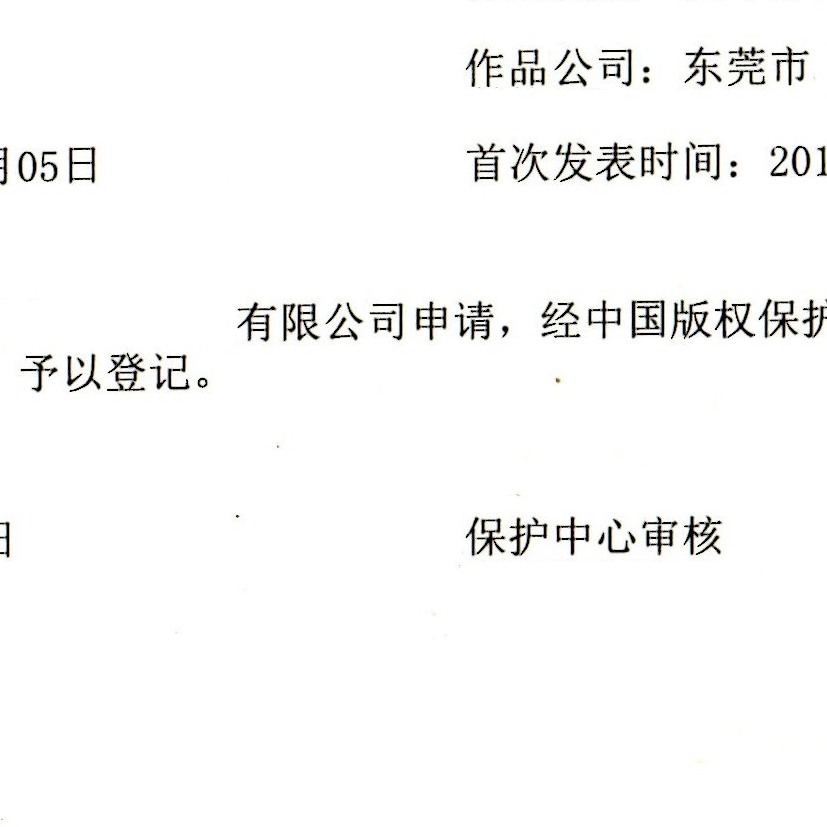 作品公司：东莞市
月05日 首次发表时间：201
有限公司申请，经中国版权保护
予以登记。
日 保护中心审核